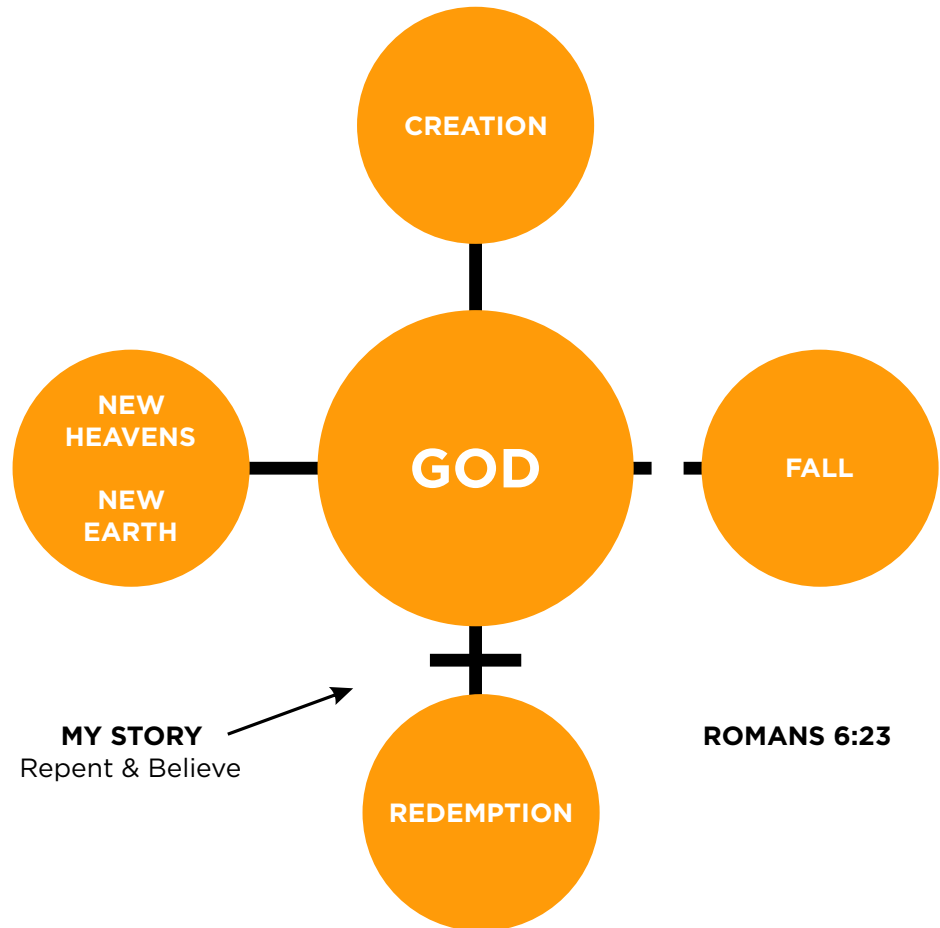 CREATION
NEW
HEAVENS
NEW
EARTH
GOD
FALL
MY STORY
Repent & Believe
ROMANS 6:23
REDEMPTION